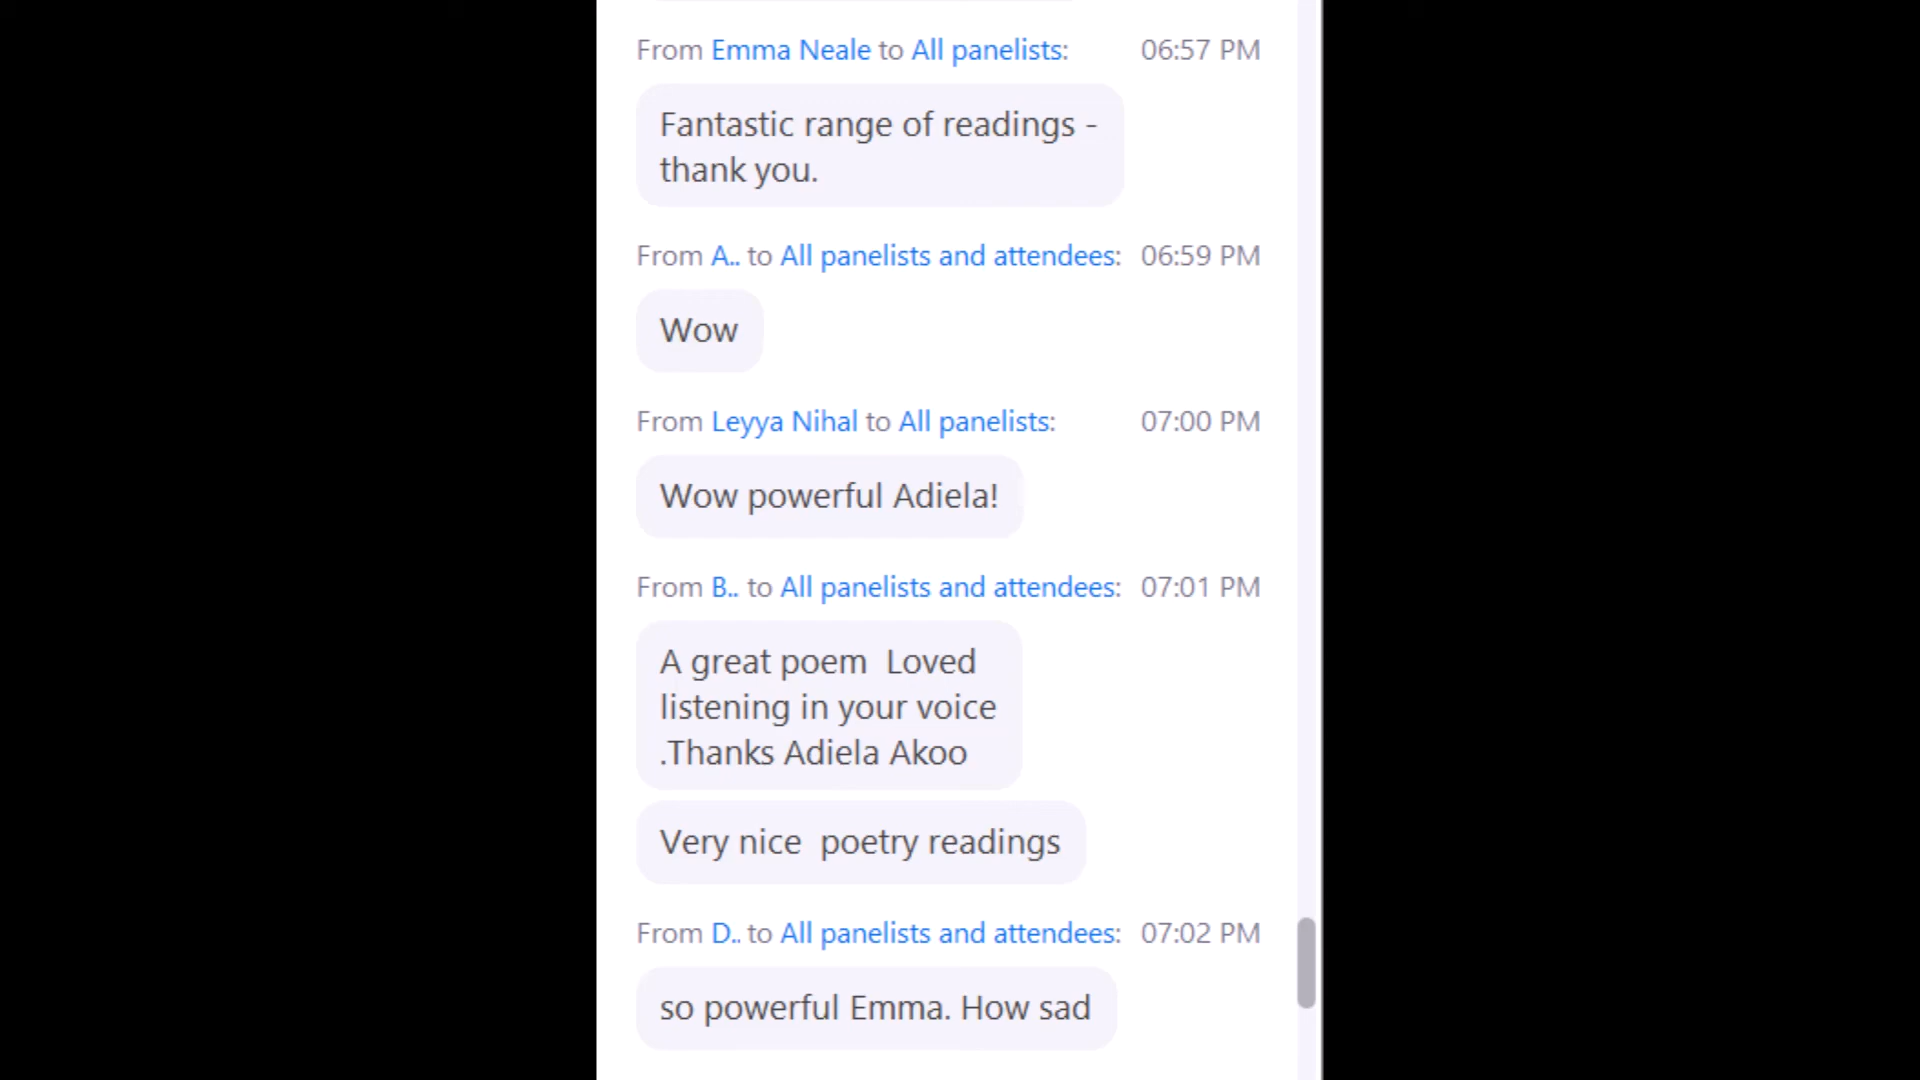 From Emma Neale to All panelists: 06:57 PM
Fantastic range of readings -
thank you.
From A.. to All panelists and attendees: 06:59 PM
Wow
From Leyya Nihal to All panelists: 07:00 PM
Wow powerful Adiela!
From B.. to All panelists and attendees: 07:01 PM
A great poem  Loved
listening in your voice
.Thanks Adiela Akoo
Very nice  poetry readings
From D.. to All panelists and attendees: 07:02 PM
so powerful Emma. How sad